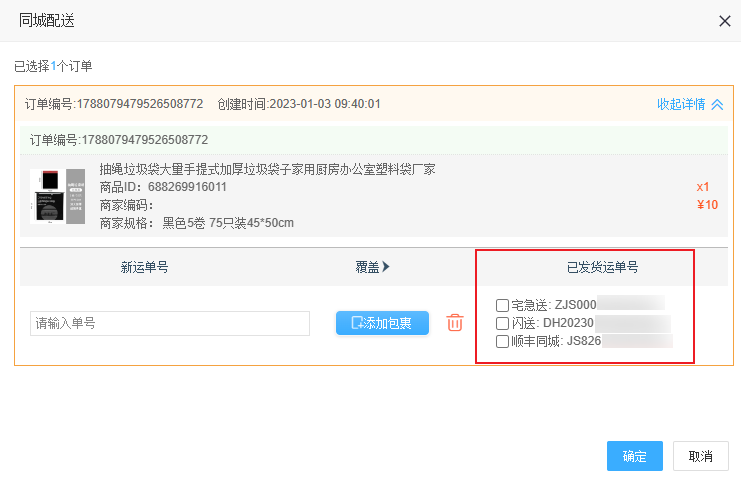 同城配送
已选择1个订单
订单编号:1788079479526508772 创建时间:2023-01-03 09:40:01 收起详情
订单编号:1788079479526508772
抽绳垃圾袋大量手提式加厚垃圾袋子家用厨房办公室塑料袋厂家
商品ID：688269916011 x1
商家编码： ¥10
商家规格： 黑色5卷 75只装45*50cm
新运单号 覆盖 已发货运单号
宅急送: ZJS000
请输入单号 添加包裹 闪送: DH20230
顺丰同城: JS826
确定 取消